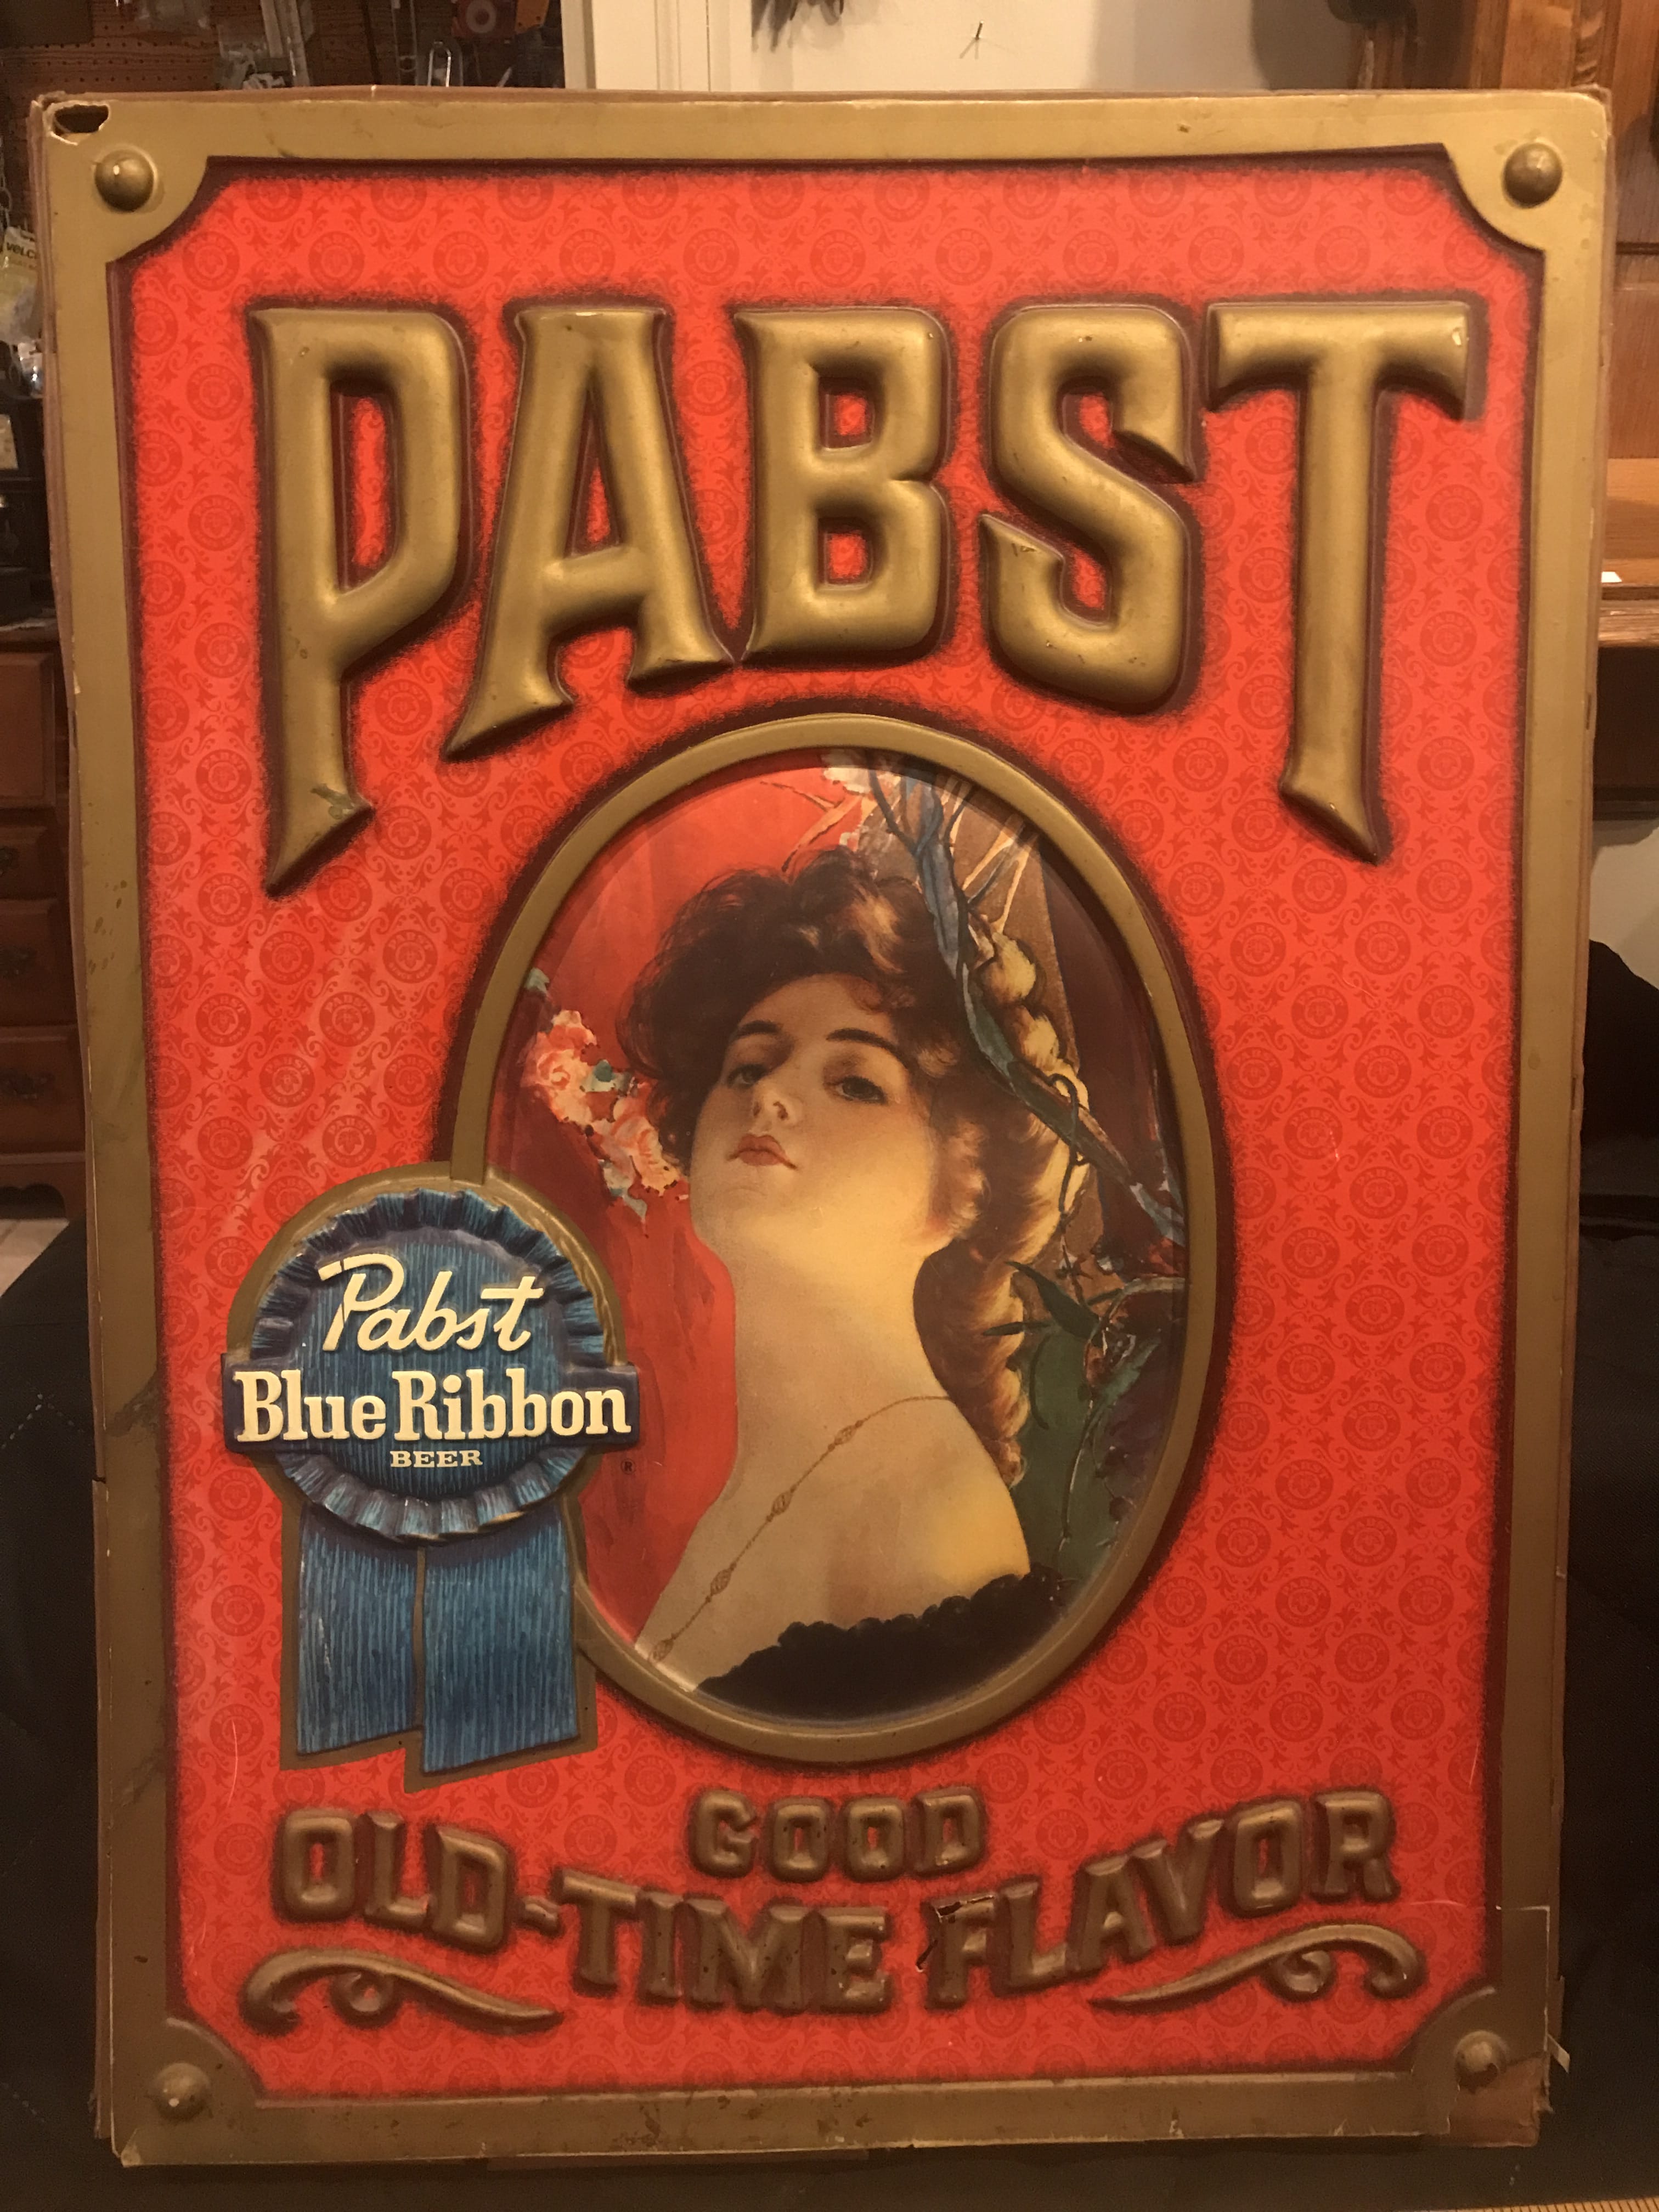 PABST
Pabst
Blue Ribbon
BEER
®
GOOD
OLD-TIME FLAVOR